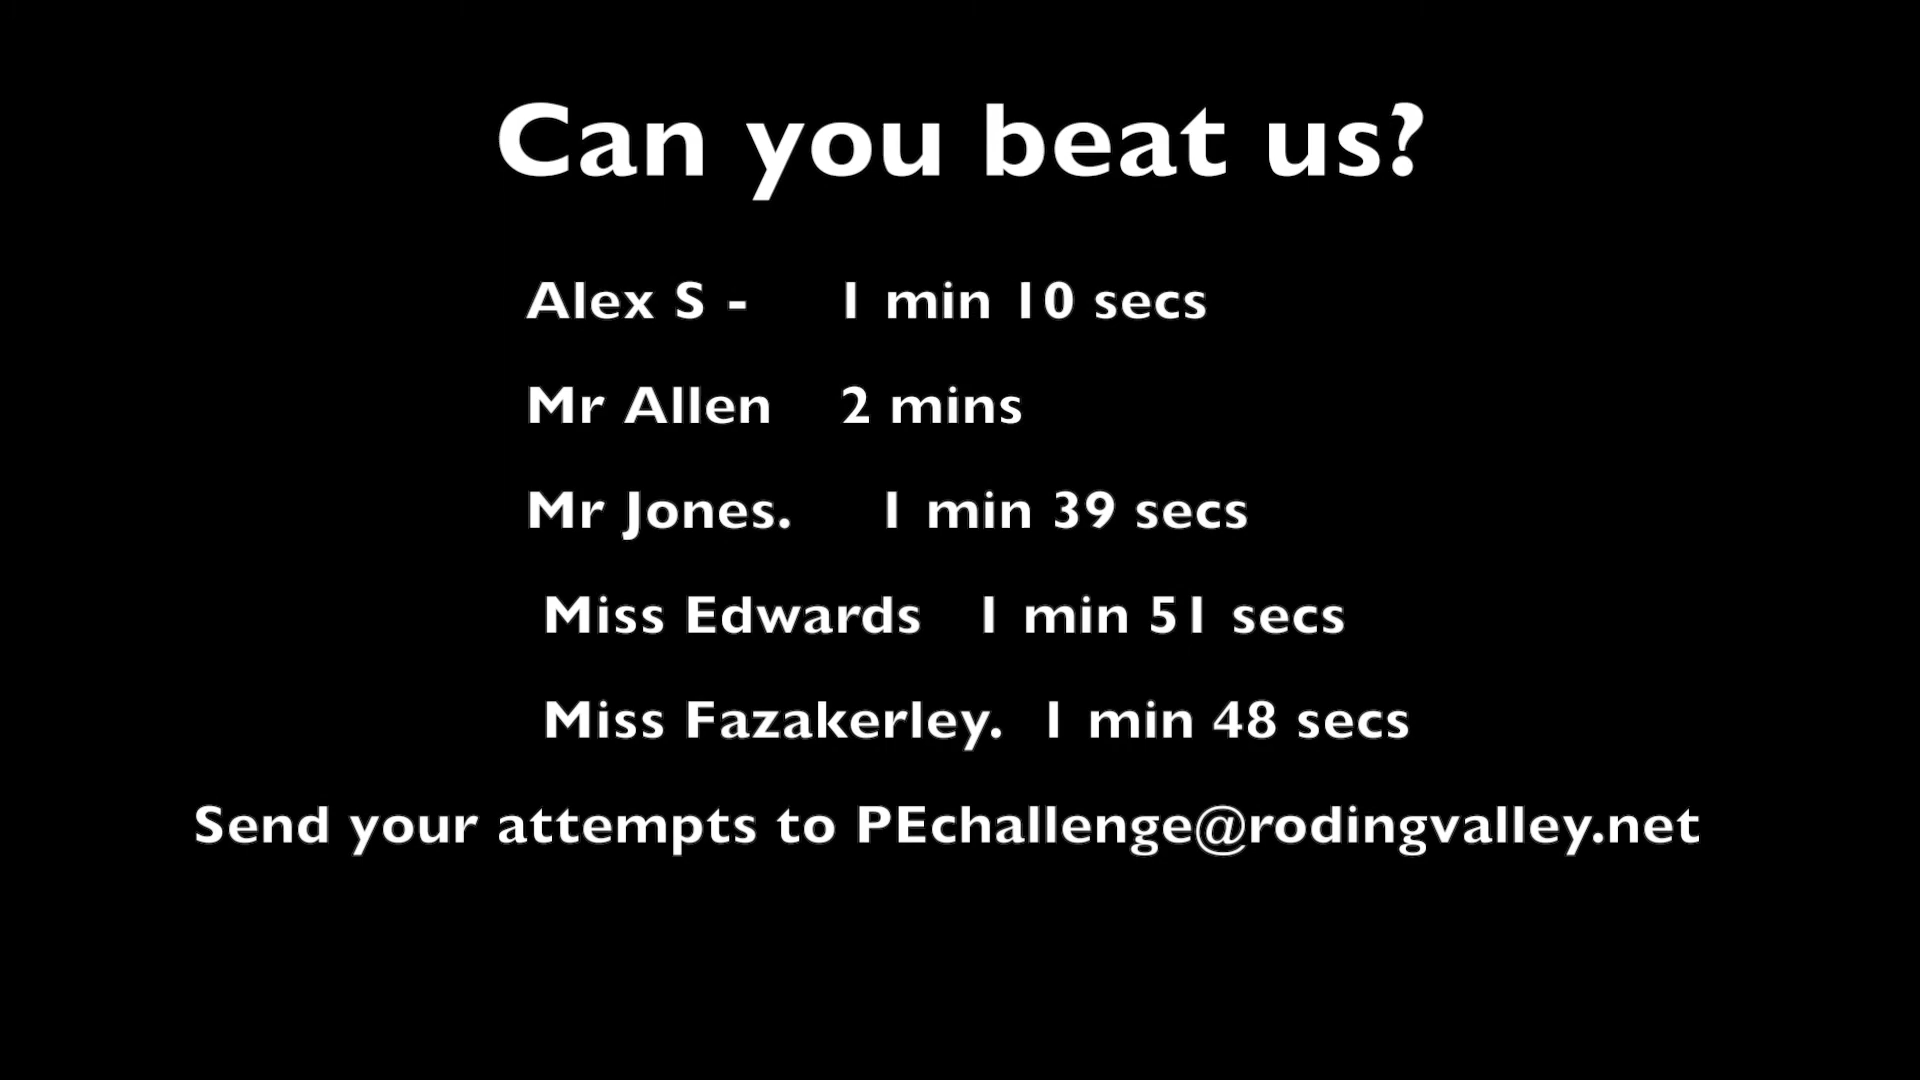 Can you beat us?
Alex S - 1 min 10 secs
Mr Allen 2 mins
Mr Jones. 1 min 39 secs
Miss Edwards 1 min 51 secs
Miss Fazakerley. 1 min 48 secs
Send your attempts to PEchallenge@rodingvalley.net